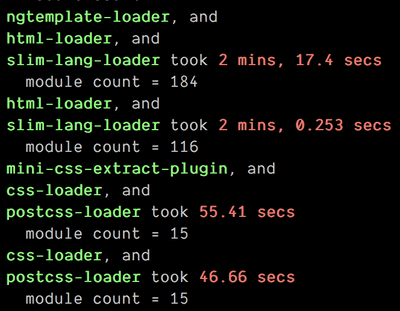 ngtemplate-loader, and
html-loader, and
slim-lang-loader took 2 mins, 17.4 secs
  module count = 184
html-loader, and
slim-lang-loader took 2 mins, 0.253 secs
  module count = 116
mini-css-extract-plugin, and
css-loader, and
postcss-loader took 55.41 secs
  module count = 15
css-loader, and
postcss-loader took 46.66 secs
  module count = 15